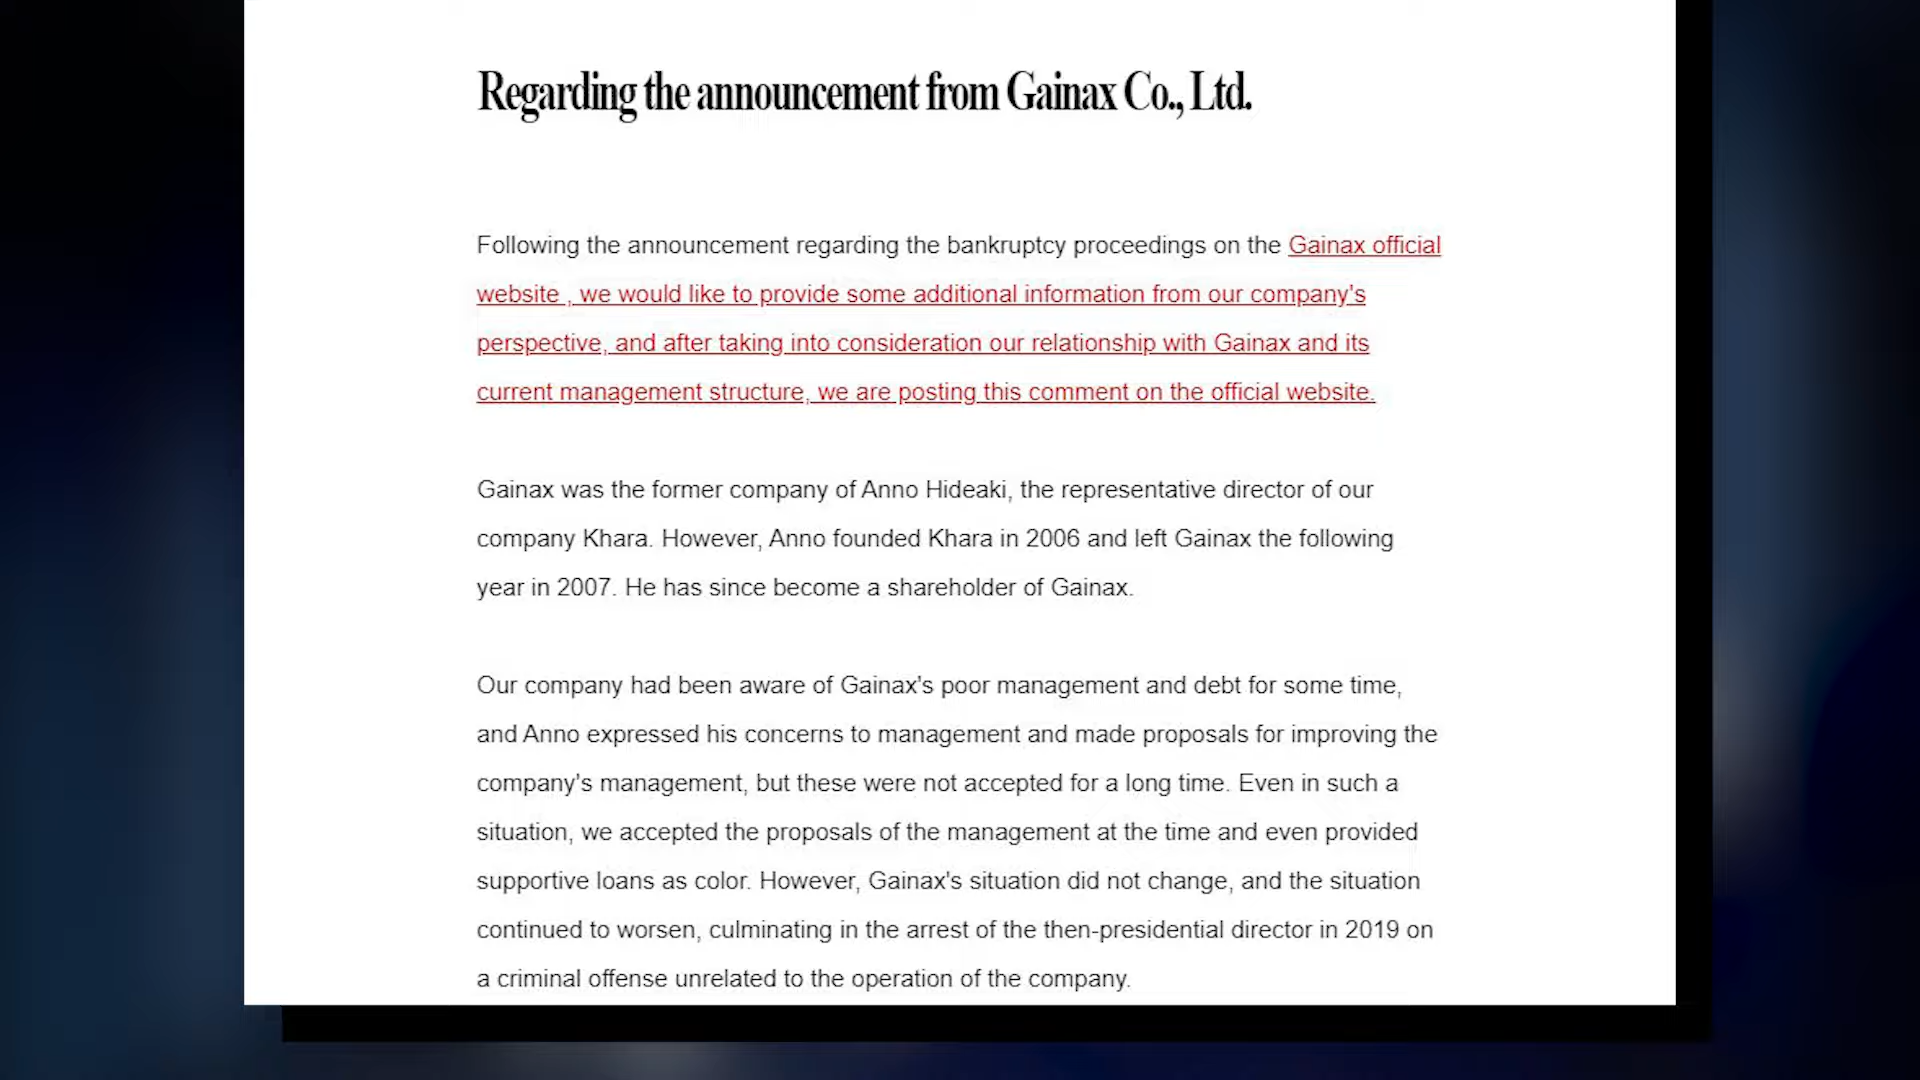 Regarding the announcement from Gainax Co., Ltd.
Following the announcement regarding the bankruptcy proceedings on the Gainax official
website , we would like to provide some additional information from our company's
perspective, and after taking into consideration our relationship with Gainax and its
current management structure, we are posting this comment on the official website.
Gainax was the former company of Anno Hideaki, the representative director of our
company Khara. However, Anno founded Khara in 2006 and left Gainax the following
year in 2007. He has since become a shareholder of Gainax.
Our company had been aware of Gainax's poor management and debt for some time,
and Anno expressed his concerns to management and made proposals for improving the
company's management, but these were not accepted for a long time. Even in such a
situation, we accepted the proposals of the management at the time and even provided
supportive loans as color. However, Gainax's situation did not change, and the situation
continued to worsen, culminating in the arrest of the then-presidential director in 2019 on
a criminal offense unrelated to the operation of the company.